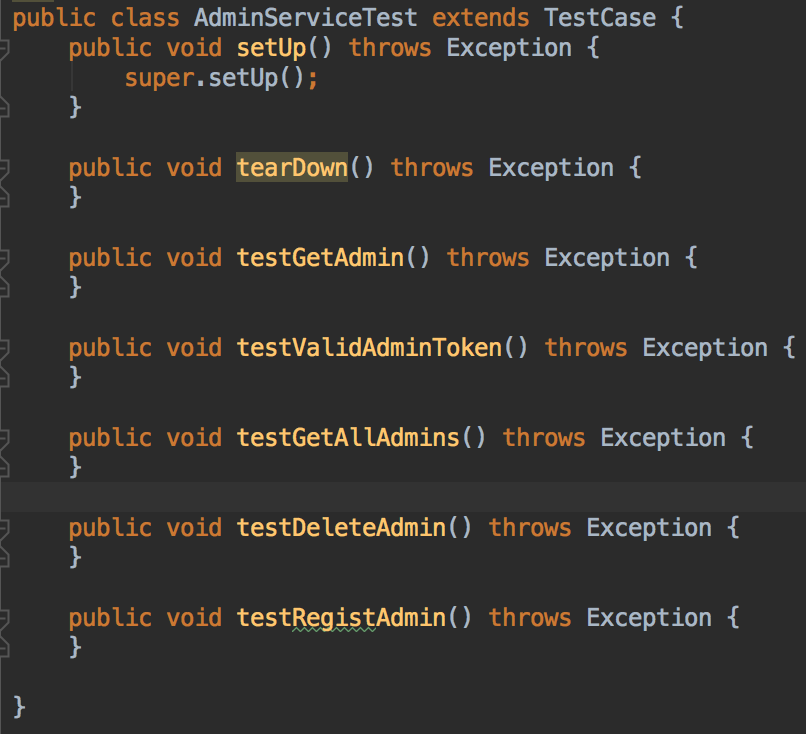 public class AdminServiceTest extends TestCase {
    public void setUp() throws Exception {
        super.setUp();
    }

    public void tearDown() throws Exception {
    }

    public void testGetAdmin() throws Exception {
    }

    public void testValidAdminToken() throws Exception {
    }

    public void testGetAllAdmins() throws Exception {
    }

    public void testDeleteAdmin() throws Exception {
    }

    public void testRegistAdmin() throws Exception {
    }

}